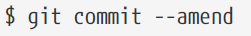 $ git commit --amend